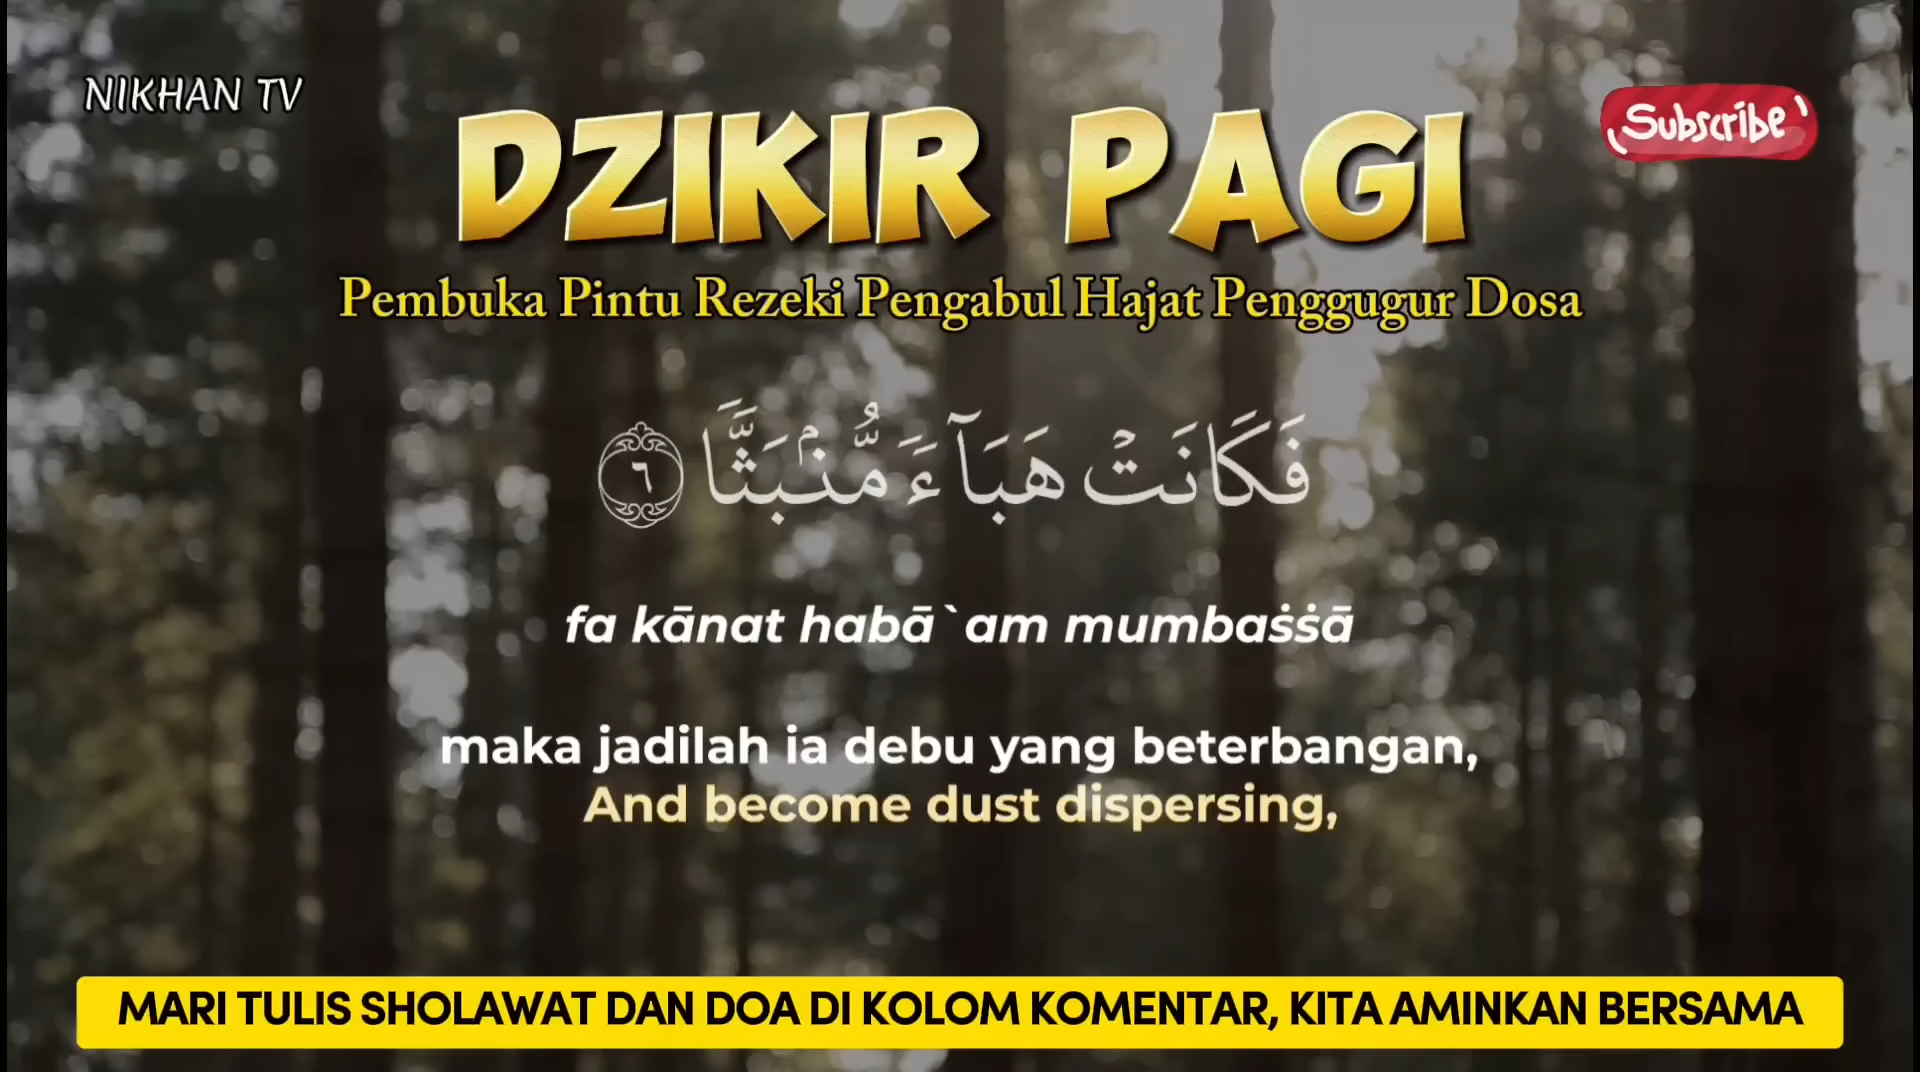 NIKHAN TV
Subscribe
DZIKIR PAGI
Pembuka Pintu Rezeki Pengabul Hajat Penggugur Dosa
فَكَانَتْ هَبَاۤءً مُّنْۢبَثًّا ٦
fa kānat habā`am mumbaṡṡā
maka jadilah ia debu yang beterbangan,
And become dust dispersing,
MARI TULIS SHOLAWAT DAN DOA DI KOLOM KOMENTAR, KITA AMINKAN BERSAMA